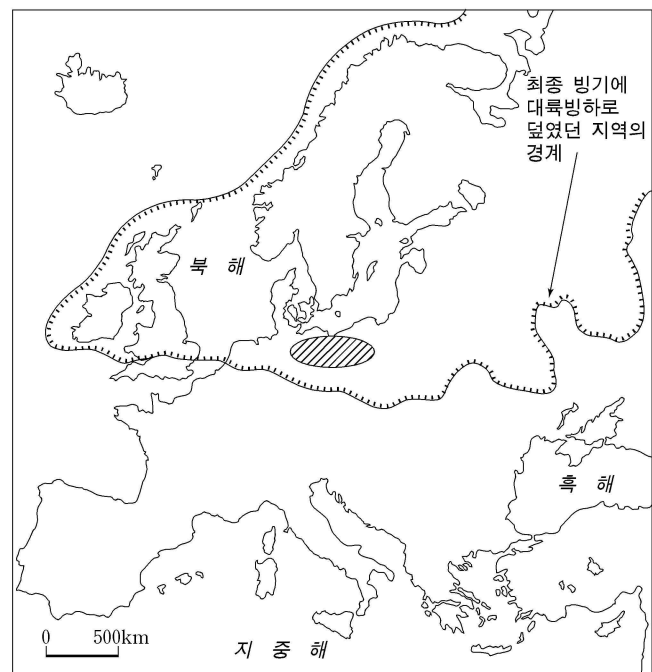 최종 빙기에
대륙빙하로
덮였던 지역의
경계
북 해
흑 해
0 500km
지 중 해